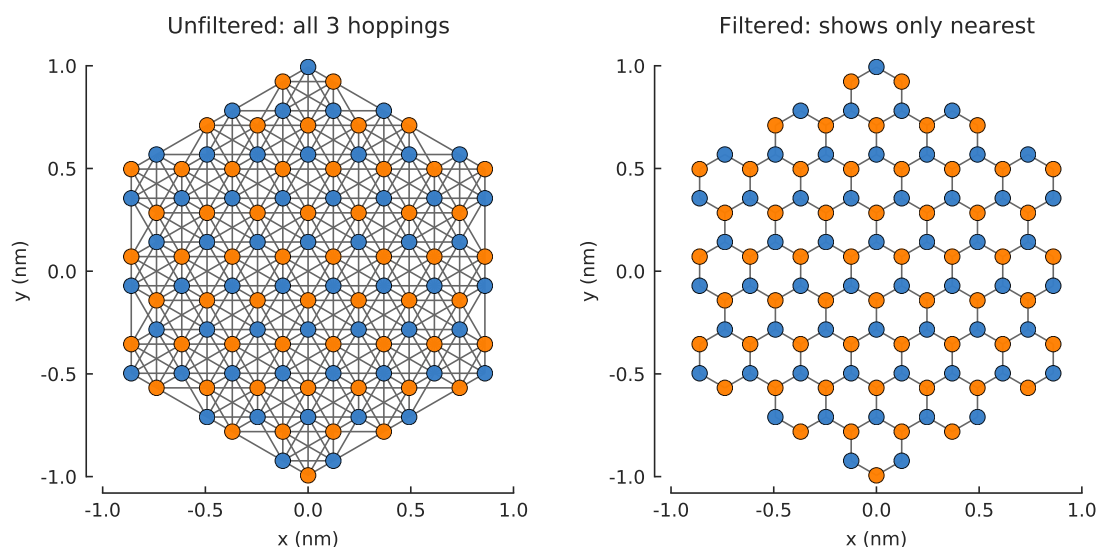 Unfiltered: all 3 hoppings
1.0
0.5
0.0
-0.5
-1.0
y (nm)
-1.0 -0.5 0.0 0.5 1.0
x (nm)
Filtered: shows only nearest
1.0
0.5
0.0
-0.5
-1.0
y (nm)
-1.0 -0.5 0.0 0.5 1.0
x (nm)